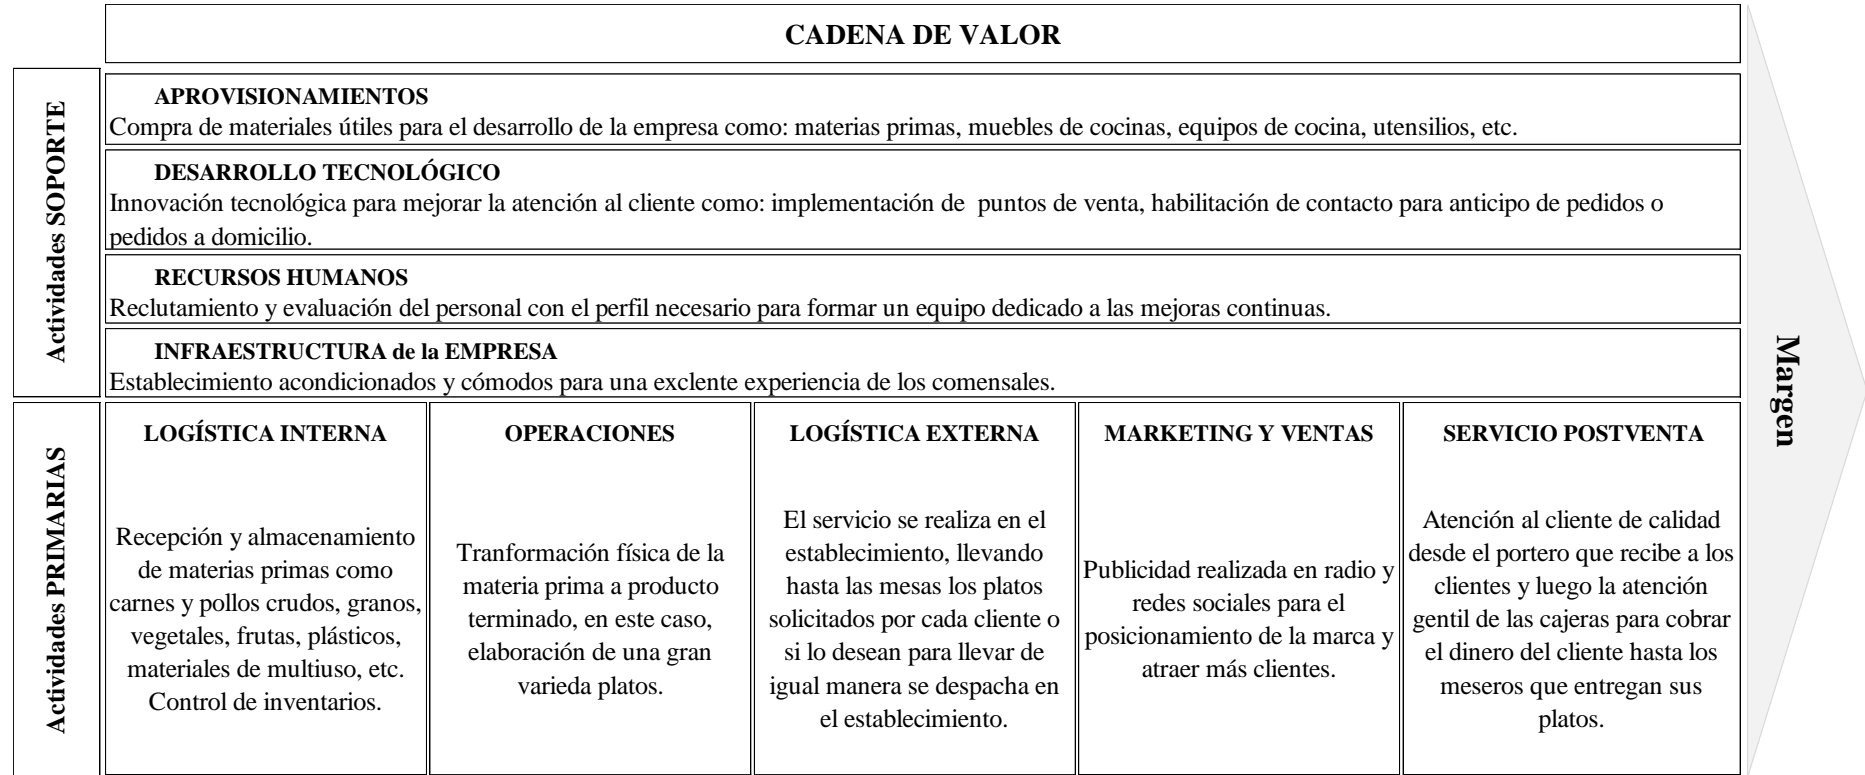 CADENA DE VALOR
Actividades SOPORTE
APROVISIONAMIENTOS
Compra de materiales útiles para el desarrollo de la empresa como: materias primas, muebles de cocinas, equipos de cocina, utensilios, etc.
DESARROLLO TECNOLÓGICO
Innovación tecnológica para mejorar la atención al cliente como: implementación de puntos de venta, habilitación de contacto para anticipo de pedidos o
pedidos a domicilio.
RECURSOS HUMANOS
Reclutamiento y evaluación del personal con el perfil necesario para formar un equipo dedicado a las mejoras continuas.
INFRAESTRUCTURA de la EMPRESA
Establecimiento acondicionados y cómodos para una exclente experiencia de los comensales.
Actividades PRIMARIAS
LOGÍSTICA INTERNA
Recepción y almacenamiento
de materias primas como
carnes y pollos crudos, granos,
vegetales, frutas, plásticos,
materiales de multiuso, etc.
Control de inventarios.
OPERACIONES
Tranformación física de la
materia prima a producto
terminado, en este caso,
elaboración de una gran
varieda platos.
LOGÍSTICA EXTERNA
El servicio se realiza en el
establecimiento, llevando
hasta las mesas los platos
solicitados por cada cliente o
si lo desean para llevar de
igual manera se despacha en
el establecimiento.
MARKETING Y VENTAS
Publicidad realizada en radio y
redes sociales para el
posicionamiento de la marca y
atraer más clientes.
SERVICIO POSTVENTA
Atención al cliente de calidad
desde el portero que recibe a los
clientes y luego la atención
gentil de las cajeras para cobrar
el dinero del cliente hasta los
meseros que entregan sus
platos.
Margen